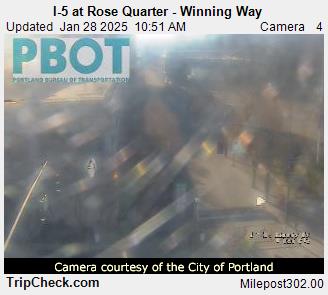 I-5 at Rose Quarter - Winning Way
Updated Jan 28 2025 10:51 AM Camera 4
PBOT
PORTLAND BUREAU OF TRANSPORTATION
Camera courtesy of the City of Portland
TripCheck.com Milepost302.00